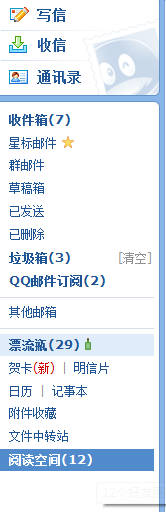 写信
收信
通讯录
收件箱(7)
星标邮件
群邮件
草稿箱
已发送
已删除
垃圾箱(3) [清空]
QQ邮件订阅(2)
其他邮箱
漂流瓶(29)
贺卡(新) | 明信片
日历 | 记事本
附件收藏
文件中转站
阅读空间(12)